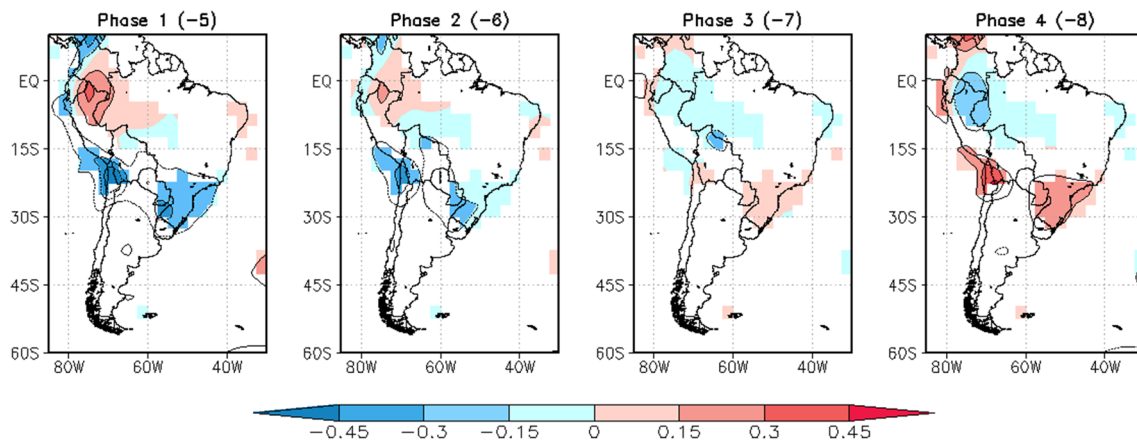 Phase 1 (−5) Phase 2 (−6) Phase 3 (−7) Phase 4 (−8)
EQ EQ EQ EQ
15S 15S 15S 15S
30S 30S 30S 30S
45S 45S 45S 45S
60S 60S 60S 60S
80W 60W 40W 80W 60W 40W 80W 60W 40W 80W 60W 40W
−0.45 −0.3 −0.15 0 0.15 0.3 0.45